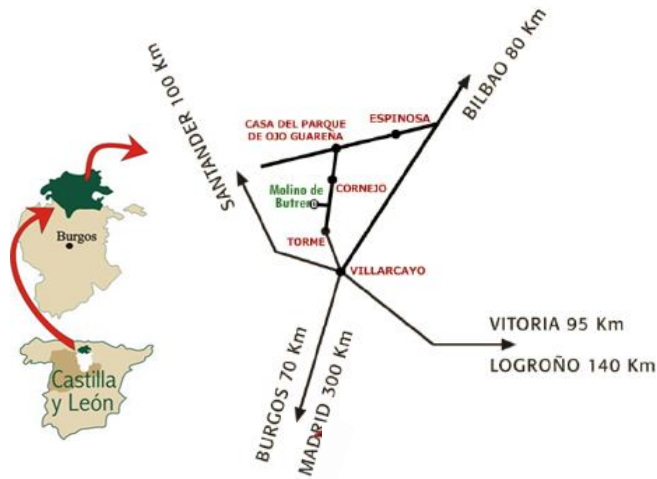 SANTANDER 100 Km
BILBAO 80 Km
ESPINOSA
CASA DEL PARQUE
DE OJO GUAREÑA
CORNEJO
Molino de
Butrera
TORME
VILLARCAYO
VITORIA 95 Km
LOGROÑO 140 Km
BURGOS 70 Km
MADRID 300 Km
Burgos
Castilla
y León